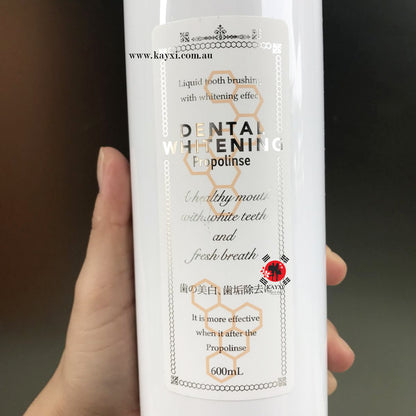 www.kayxi.com.au
Liquid tooth brushing
with whitening effect
DENTAL
WHITENING
Propolinse
A healthy mouth
with white teeth
and
fresh breath
KAYXI
歯の美白、歯垢除去に
It is more effective
when it after the
Propolinse
600mL